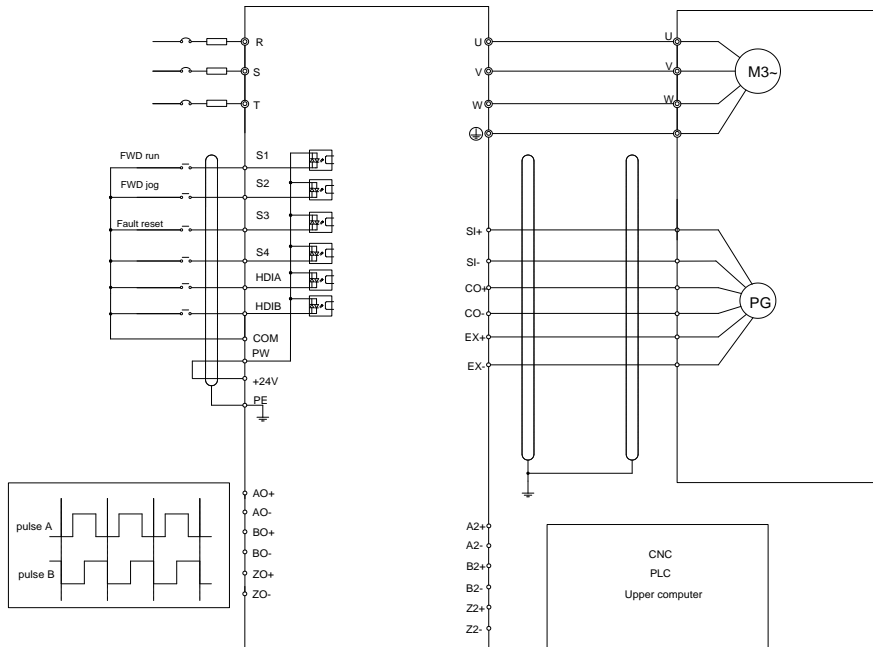 R
S
T
U
V
W
U
V
W
M3~
FWD run
FWD jog
Fault reset
S1
S2
S3
S4
HDIA
HDIB
COM
PW
+24V
PE
SI+
SI-
CO+
CO-
EX+
EX-
PG
pulse A
pulse B
AO+
AO-
BO+
BO-
ZO+
ZO-
A2+
A2-
B2+
B2-
Z2+
Z2-
CNC
PLC
Upper computer